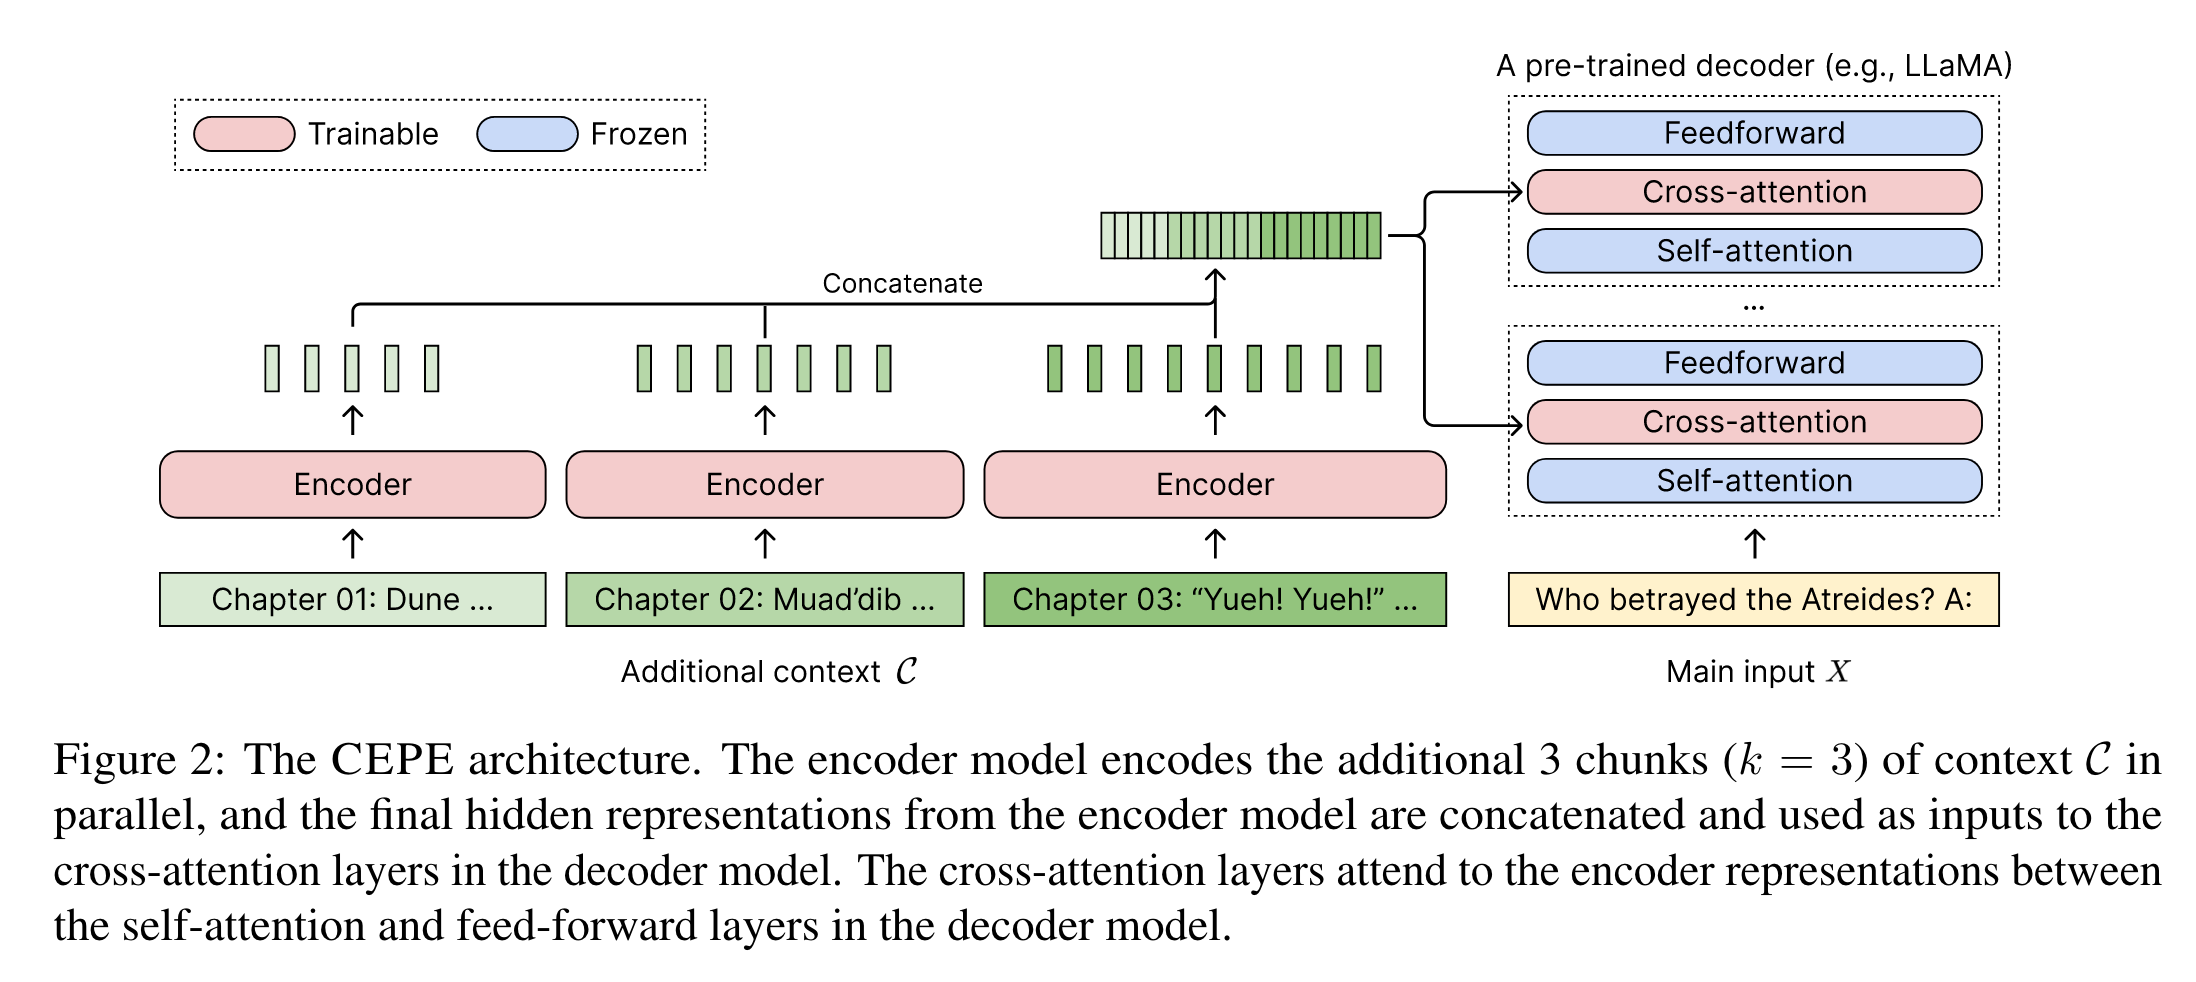 A pre-trained decoder (e.g., LLaMA)
Trainable
Frozen
Feedforward
Cross-attention
Self-attention
...
Feedforward
Cross-attention
Self-attention
Concatenate
Encoder
Encoder
Encoder
Chapter 01: Dune ...
Chapter 02: Muad’dib ...
Chapter 03: “Yueh! Yueh!” ...
Who betrayed the Atreides? A:
Additional context 𝒞
Main input X
Figure 2: The CEPE architecture. The encoder model encodes the additional 3 chunks (k = 3) of context 𝒞 in
parallel, and the final hidden representations from the encoder model are concatenated and used as inputs to the
cross-attention layers in the decoder model. The cross-attention layers attend to the encoder representations between
the self-attention and feed-forward layers in the decoder model.